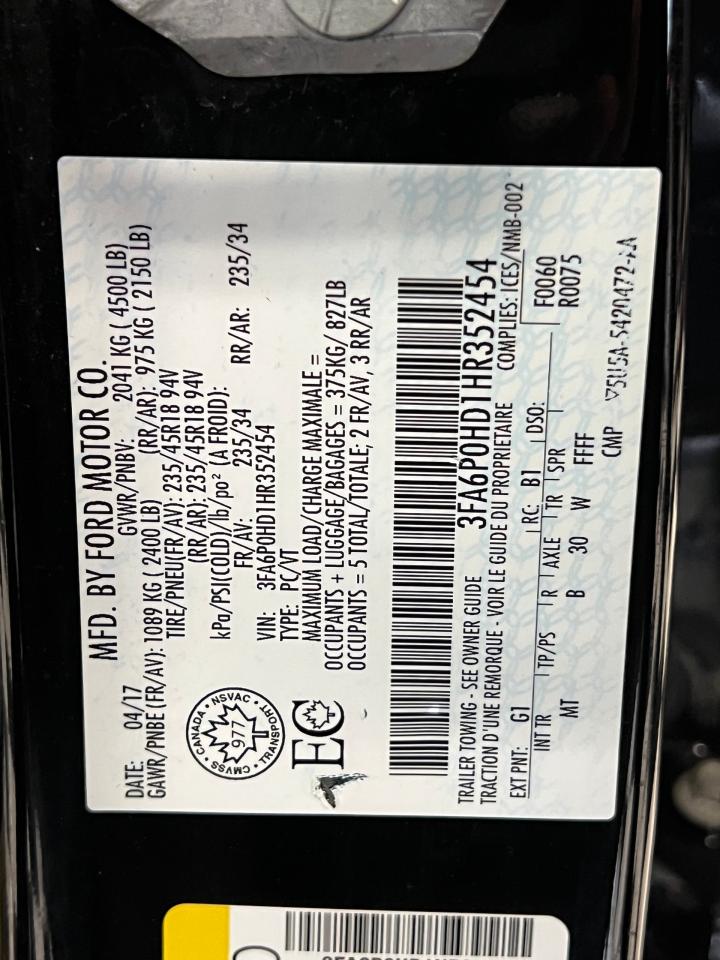 MFD. BY FORD MOTOR CO.
DATE: 04/17 GVWR/PNBV: 2041 KG ( 4500 LB)
GAWR/PNBE (FR/AV): 1089 KG ( 2400 LB) (RR/AR): 975 KG ( 2150 LB)
TIRE/PNEU(FR/AV): 235/45R18 94V
(RR/AR): 235/45R18 94V
kPa/PSI(COLD)/lb/po² (A FROID):
FR/AV: 235/34 RR/AR: 235/34
VIN: 3FA6P0HD1HR352454
TYPE: PC/VT
MAXIMUM LOAD/CHARGE MAXIMALE =
OCCUPANTS + LUGGAGE/BAGAGES = 375KG/ 827LB
OCCUPANTS = 5 TOTAL/TOTALE; 2 FR/AV, 3 RR/AR
CANADA • NSVAC • TRANSPORT • CMVSS
977
EC
3FA6P0HD1HR352454
TRAILER TOWING - SEE OWNER GUIDE COMPLIES: ICES/NMB-002
TRACTION D'UNE REMORQUE - VOIR LE GUIDE DU PROPRIETAIRE
EXT PNT: G1 RC: B1 DSO: F0060
R0075
INT TR TP/PS R AXLE TR SPR
MT B 30 W FFFF
CMP V5U5A-5420472-AA